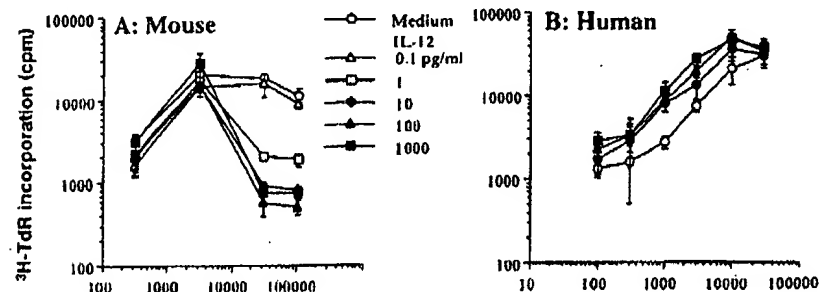 A: Mouse
100000
10000
1000
100
³H-TdR incorporation (cpm)
100 1000 10000 100000
Medium
IL-12
0.1 pg/ml
1
10
100
1000
B: Human
100000
10000
1000
100
10 100 1000 10000 100000